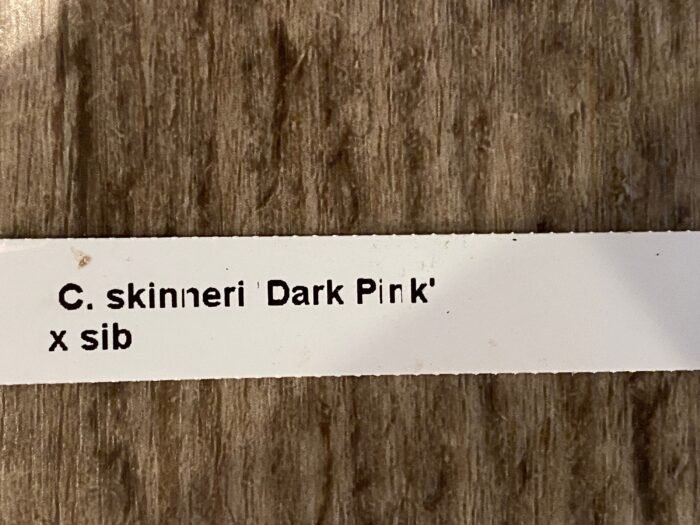 C. skinneri 'Dark Pink'
x sib